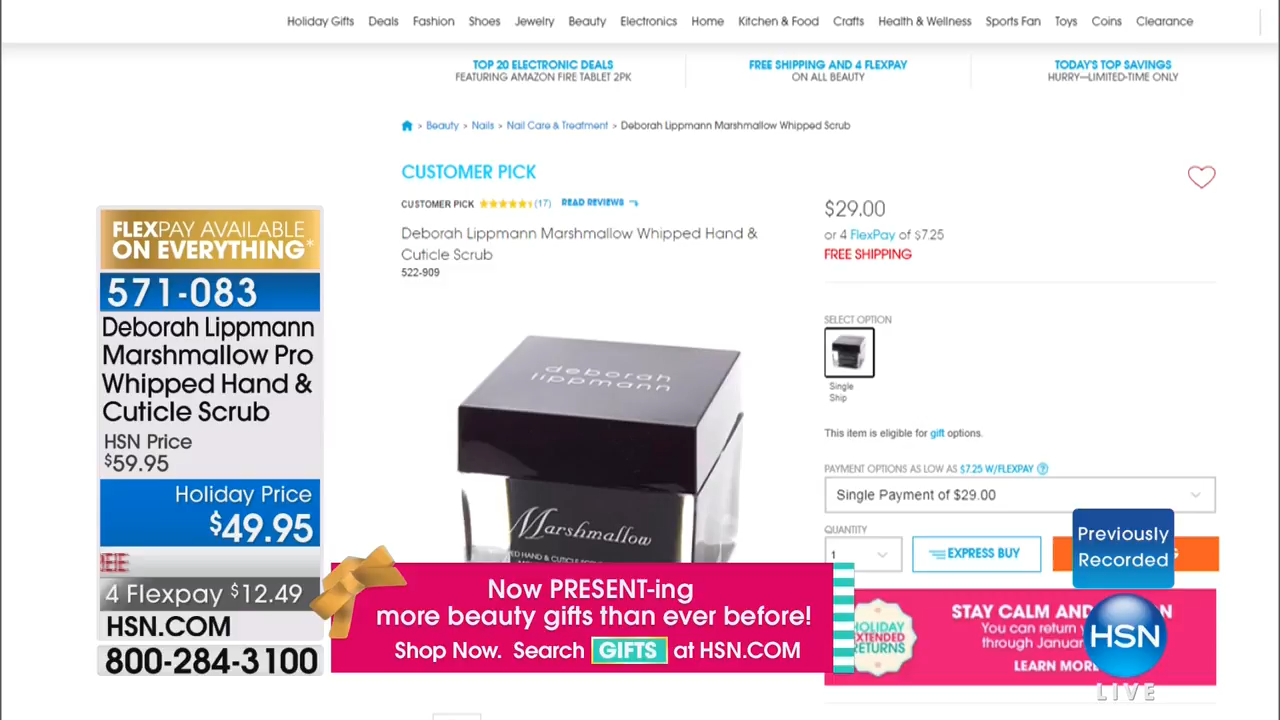 Holiday Gifts Deals Fashion Shoes Jewelry Beauty Electronics Home Kitchen & Food Crafts Health & Wellness Sports Fan Toys Coins Clearance
TOP 20 ELECTRONIC DEALS
FEATURING AMAZON FIRE TABLET 2PK
FREE SHIPPING AND 4 FLEXPAY
ON ALL BEAUTY
TODAY'S TOP SAVINGS
HURRY—LIMITED-TIME ONLY
> Beauty > Nails > Nail Care & Treatment > Deborah Lippmann Marshmallow Whipped Scrub
CUSTOMER PICK
CUSTOMER PICK (17) READ REVIEWS
Deborah Lippmann Marshmallow Whipped Hand &
Cuticle Scrub
522-909
deborah
lippmann
Marshmallow
ED HAND & CUTICLE SCRUB
$29.00
or 4 FlexPay of $7.25
FREE SHIPPING
SELECT OPTION
Single
Ship
This item is eligible for gift options.
PAYMENT OPTIONS AS LOW AS $7.25 W/FLEXPAY ?
Single Payment of $29.00
QUANTITY
1
EXPRESS BUY
FLEXPAY AVAILABLE
ON EVERYTHING*
571-083
Deborah Lippmann
Marshmallow Pro
Whipped Hand &
Cuticle Scrub
HSN Price
$59.95
Holiday Price
$49.95
EE
4 Flexpay $12.49
HSN.COM
800-284-3100
Now PRESENT-ing
more beauty gifts than ever before!
Shop Now. Search GIFTS at HSN.COM
Previously
Recorded
HOLIDAY
EXTENDED
RETURNS
STAY CALM AND
You can return
through Januar
LEARN MORE
HSN
LIVE